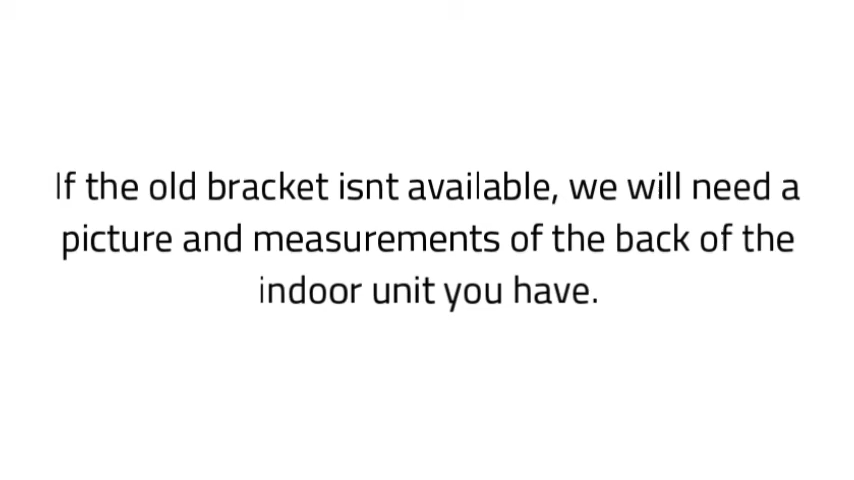 If the old bracket isnt available, we will need a
picture and measurements of the back of the
indoor unit you have.